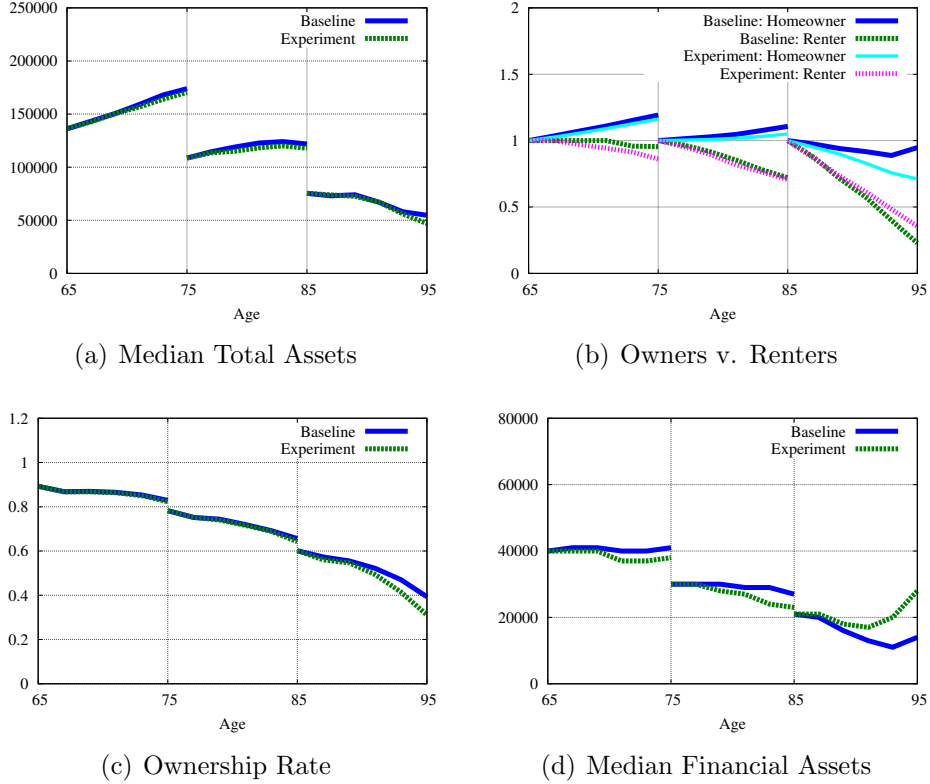 250000
200000
150000
100000
50000
0
65
75
85
95
Age
Baseline
Experiment
(a) Median Total Assets
2
1.5
1
0.5
0
65
75
85
95
Age
Baseline: Homeowner
Baseline: Renter
Experiment: Homeowner
Experiment: Renter
(b) Owners v. Renters
1.2
1
0.8
0.6
0.4
0.2
0
65
75
85
95
Age
Baseline
Experiment
(c) Ownership Rate
80000
60000
40000
20000
0
65
75
85
95
Age
Baseline
Experiment
(d) Median Financial Assets